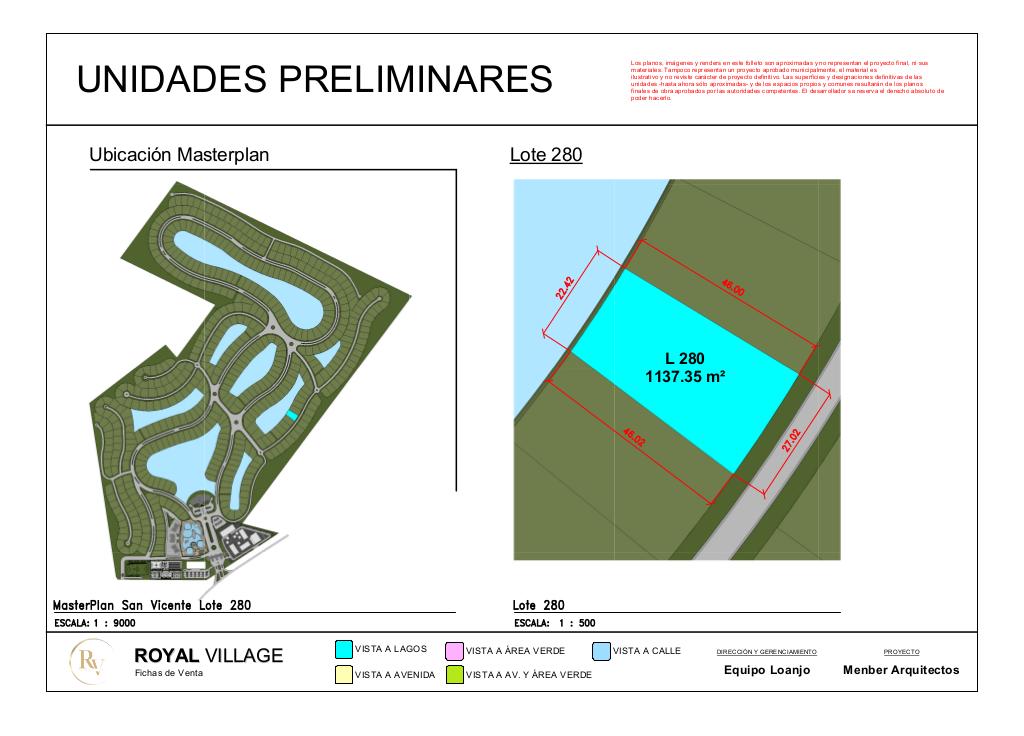 UNIDADES PRELIMINARES
Los planos, imágenes y renders en este folleto son aproximadas y no representan el proyecto final, ni sus
materiales. Tampoco representan un proyecto aprobado municipalmente, el material es
ilustrativo y no reviste carácter de proyecto definitivo. Las superficies y designaciones definitivas de las
unidades -hasta ahora sólo aproximadas- y de los espacios propios y comunes resultarán de los planos
finales de obra aprobados por las autoridades competentes. El desarrollador se reserva el derecho absoluto de
poder hacerlo.
Ubicación Masterplan
Lote 280
22.42
46.00
L 280
1137.35 m²
46.02
27.02
MasterPlan San Vicente Lote 280
ESCALA: 1 : 9000
Lote 280
ESCALA: 1 : 500
RV
ROYAL VILLAGE
Fichas de Venta
VISTA A LAGOS
VISTA A ÁREA VERDE
VISTA A CALLE
VISTA A AVENIDA
VISTA A AV. Y ÁREA VERDE
DIRECCIÓN Y GERENCIAMIENTO
Equipo Loanjo
PROYECTO
Menber Arquitectos